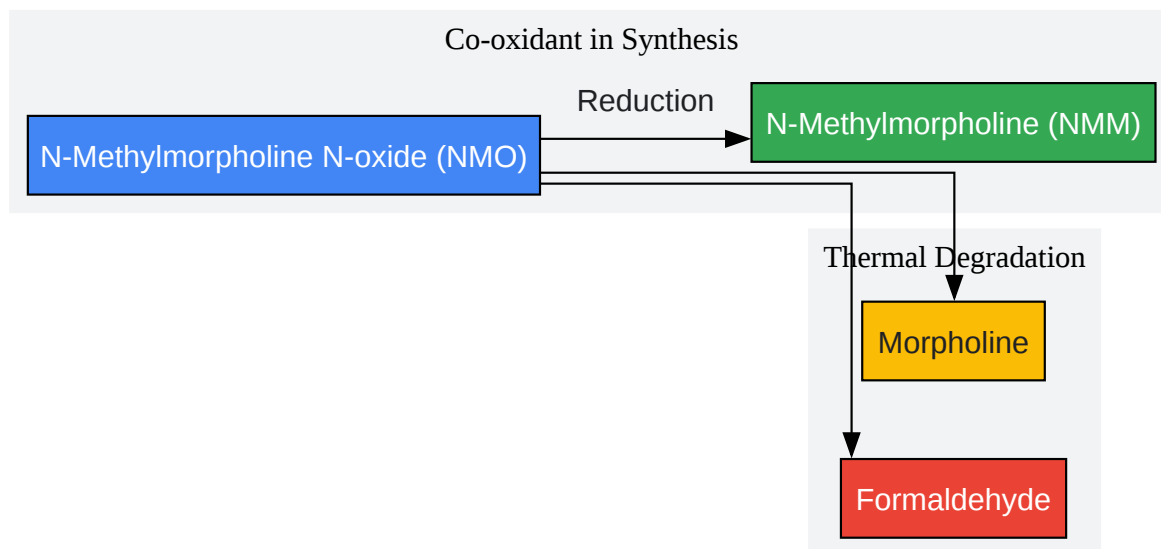 Co-oxidant in Synthesis
Reduction
N-Methylmorpholine (NMM)
N-Methylmorpholine N-oxide (NMO)
Thermal Degradation
Morpholine
Formaldehyde